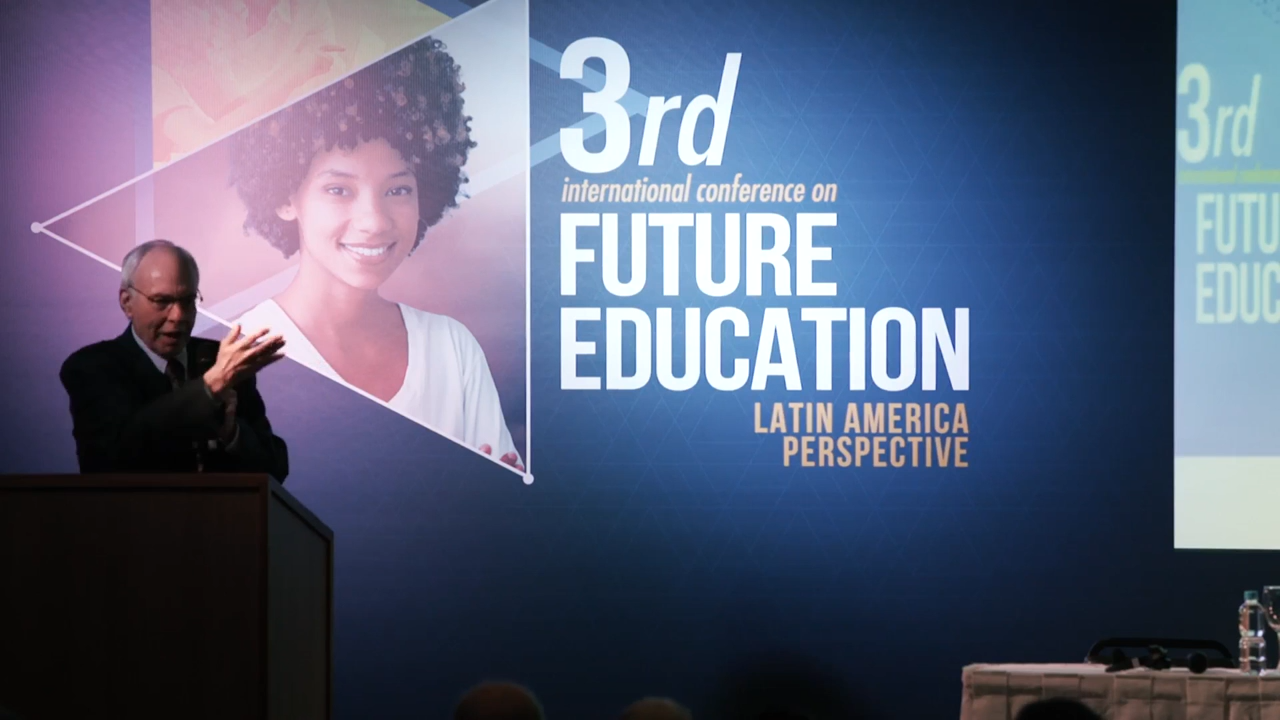 3rd
international conference on
FUTURE
EDUCATION
LATIN AMERICA
PERSPECTIVE
3rd
FUTU
EDUC